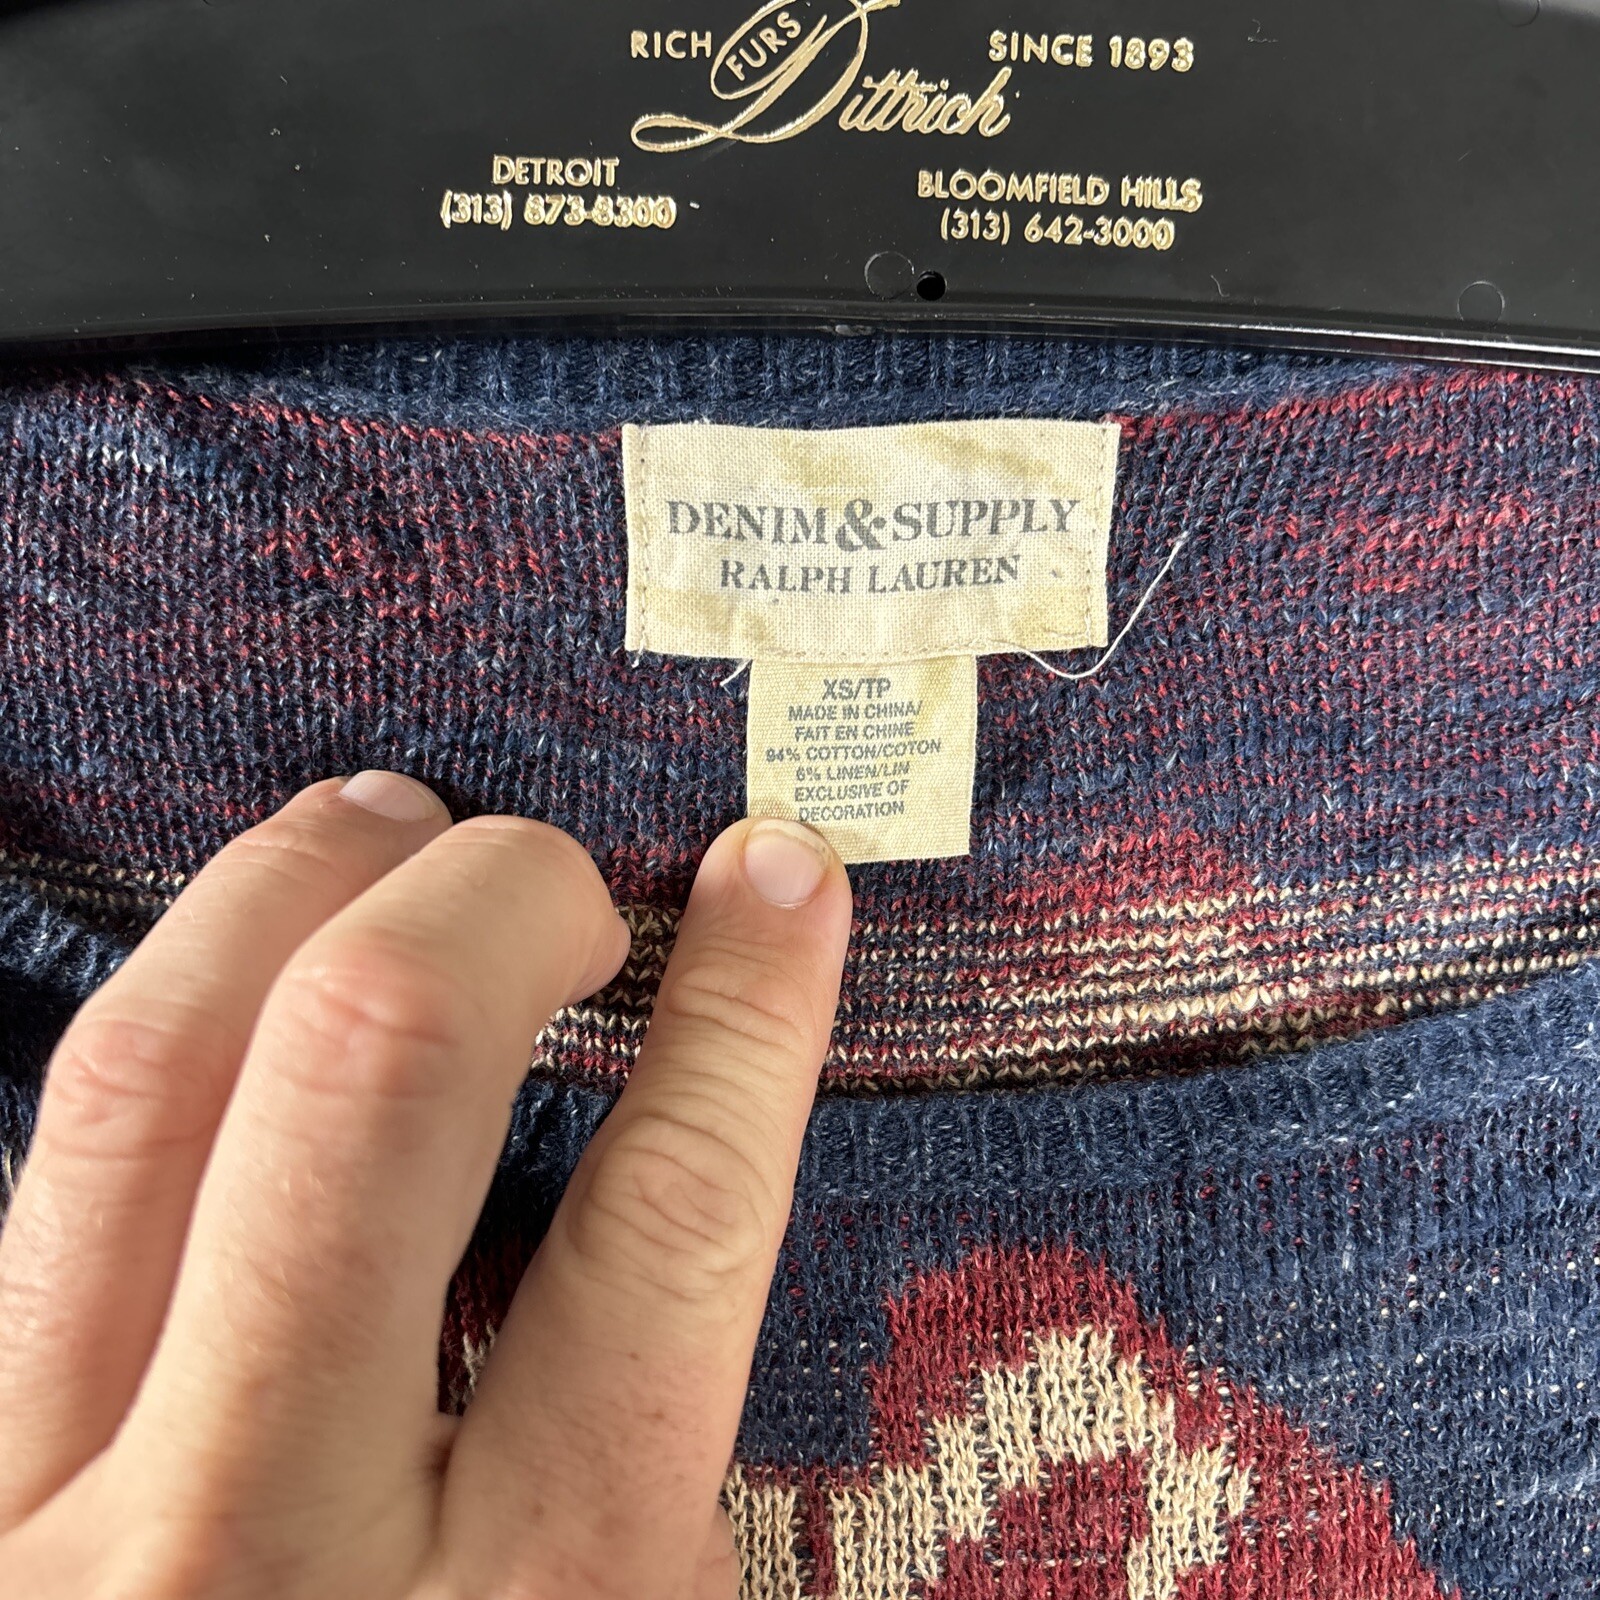 RICH FURS SINCE 1893
Dittrich
DETROIT
(313) 873-8300
BLOOMFIELD HILLS
(313) 642-3000
DENIM & SUPPLY
RALPH LAUREN
XS/TP
MADE IN CHINA/
FAIT EN CHINE
94% COTTON/COTON
6% LINEN/LIN
EXCLUSIVE OF
DECORATION